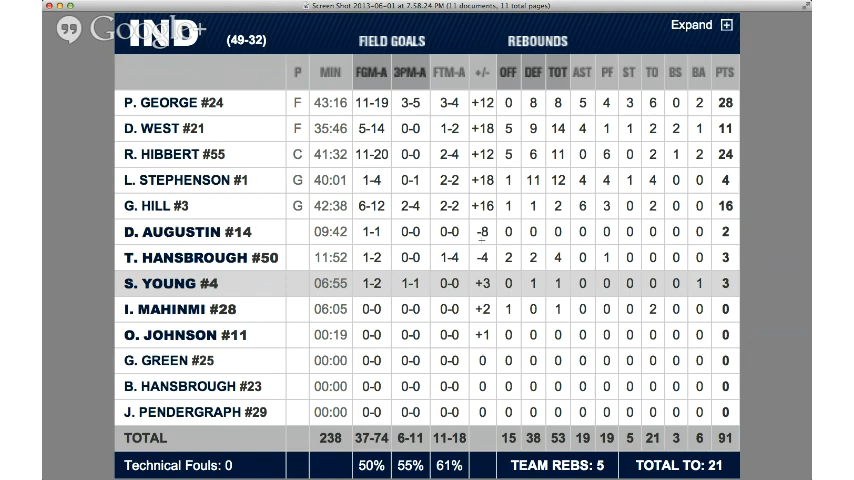 Screen Shot 2013-06-01 at 7.58.24 PM (11 documents, 11 total pages)
Google+
IND (49-32) FIELD GOALS REBOUNDS Expand
P MIN FGM-A 3PM-A FTM-A +/- OFF DEF TOT AST PF ST TO BS BA PTS
P. GEORGE #24 F 43:16 11-19 3-5 3-4 +12 0 8 8 5 4 3 6 0 2 28
D. WEST #21 F 35:46 5-14 0-0 1-2 +18 5 9 14 4 1 1 2 2 1 11
R. HIBBERT #55 C 41:32 11-20 0-0 2-4 +12 5 6 11 0 6 0 2 1 2 24
L. STEPHENSON #1 G 40:01 1-4 0-1 2-2 +18 1 11 12 4 4 1 4 0 0 4
G. HILL #3 G 42:38 6-12 2-4 2-2 +16 1 1 2 6 3 0 2 0 0 16
D. AUGUSTIN #14 09:42 1-1 0-0 0-0 -8 0 0 0 0 0 0 0 0 0 2
T. HANSBROUGH #50 11:52 1-2 0-0 1-4 -4 2 2 4 0 1 0 0 0 0 3
S. YOUNG #4 06:55 1-2 1-1 0-0 +3 0 1 1 0 0 0 0 0 1 3
I. MAHINMI #28 06:05 0-0 0-0 0-0 +2 1 0 1 0 0 0 2 0 0 0
O. JOHNSON #11 00:19 0-0 0-0 0-0 +1 0 0 0 0 0 0 0 0 0 0
G. GREEN #25 00:00 0-0 0-0 0-0 0 0 0 0 0 0 0 0 0 0 0
B. HANSBROUGH #23 00:00 0-0 0-0 0-0 0 0 0 0 0 0 0 0 0 0 0
J. PENDERGRAPH #29 00:00 0-0 0-0 0-0 0 0 0 0 0 0 0 0 0 0 0
TOTAL 238 37-74 6-11 11-18 15 38 53 19 19 5 21 3 6 91
Technical Fouls: 0 50% 55% 61% TEAM REBS: 5 TOTAL TO: 21